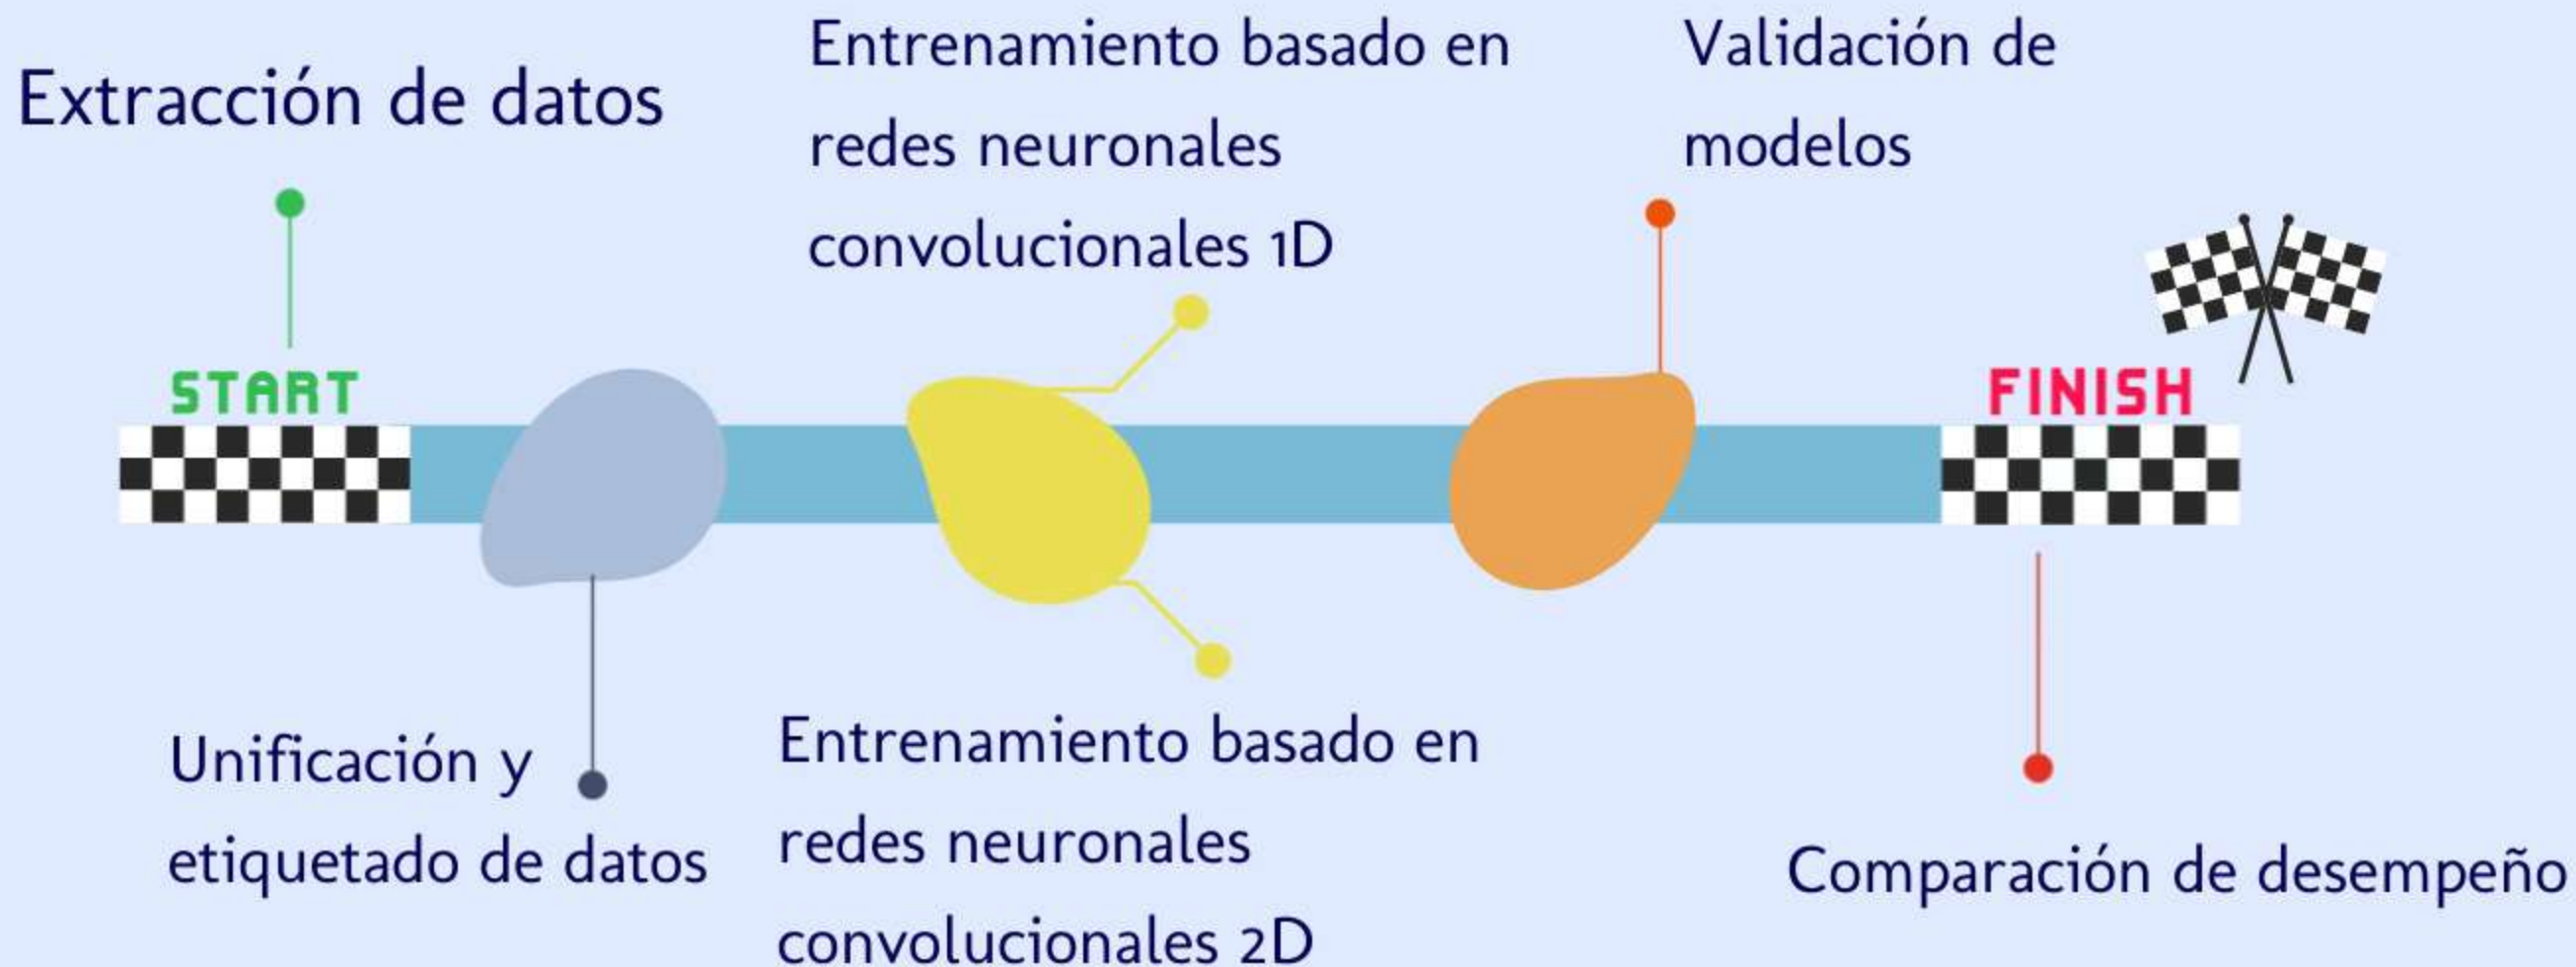 Extracción de datos
START
Unificación y
etiquetado de datos
Entrenamiento basado en
redes neuronales
convolucionales 1D
Entrenamiento basado en
redes neuronales
convolucionales 2D
Validación de
modelos
FINISH
Comparación de desempeño